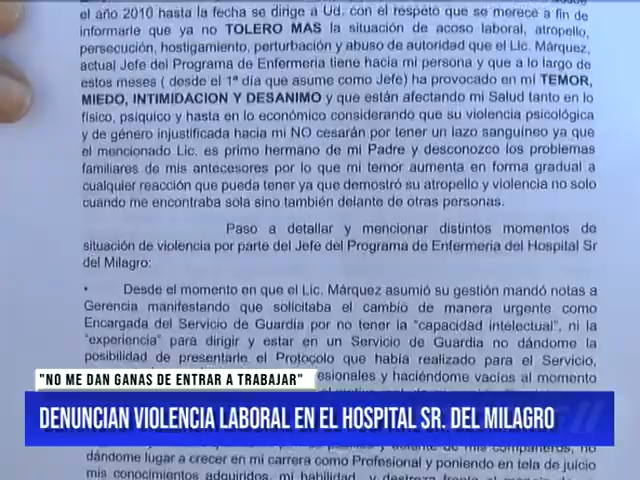 el año 2010 hasta la fecha se dirige a Ud. con el respeto que se merece a fin de
informarle que ya no TOLERO MAS la situación de acoso laboral, atropello,
persecución, hostigamiento, perturbación y abuso de autoridad que el Lic. Márquez,
actual Jefe del Programa de Enfermeria tiene hacia mi persona y que a lo largo de
estos meses ( desde el 1ª día que asume como Jefe) ha provocado en mi TEMOR,
MIEDO, INTIMIDACION Y DESANIMO y que están afectando mi Salud tanto en lo
físico, psíquico y hasta en lo económico considerando que su violencia psicológica
y de género injustificada hacia mi NO cesarán por tener un lazo sanguíneo ya que
el mencionado Lic. es primo hermano de mi Padre y desconozco los problemas
familiares de mis antecesores por lo que mi temor aumenta en forma gradual a
cualquier reacción que pueda tener ya que demostró su atropello y violencia no solo
cuando me encontraba sola sino también delante de otras personas.
Paso a detallar y mencionar distintos momentos de
situación de violencia por parte del Jefe del Programa de Enfermeria del Hospital Sr
del Milagro:
• Desde el momento en que el Lic. Márquez asumió su gestión mandó notas a
Gerencia manifestando que solicitaba el cambio de manera urgente como
Encargada del Servicio de Guardia por no tener la "capacidad intelectual", ni la
"experiencia" para dirigir y estar en un Servicio de Guardia no dándome la
posibilidad de presentarle el Protocolo que había realizado para el Servicio,
esionales y haciéndome vacíos al momento
"NO ME DAN GANAS DE ENTRAR A TRABAJAR"
DENUNCIAN VIOLENCIA LABORAL EN EL HOSPITAL SR. DEL MILAGRO
de mis compañeros, no
dándome lugar a crecer en mi carrera como Profesional y poniendo en tela de juicio
mis conocimientos adquiridos, mi habilidad